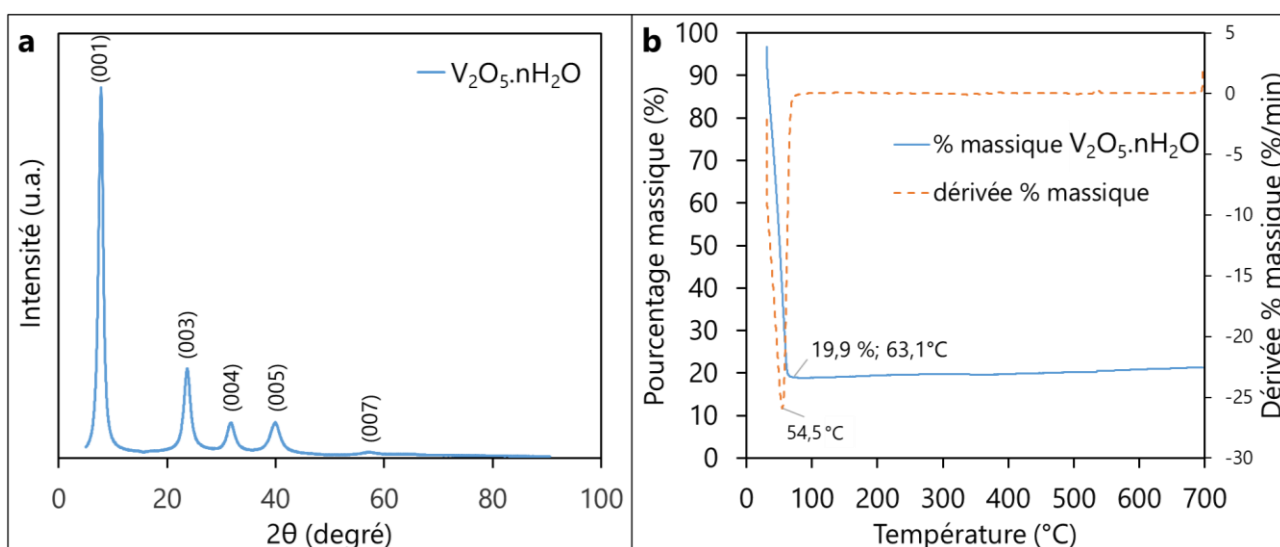 a
(001)
V₂O₅.nH₂O
(003)
(004)
(005)
(007)
Intensité (u.a.)
0 20 40 60 80 100
2θ (degré)
b
100
90
80
70
60
50
40
30
20
10
0
Pourcentage massique (%)
% massique V₂O₅.nH₂O
dérivée % massique
19,9 %; 63,1°C
54,5 °C
5
0
-5
-10
-15
-20
-25
-30
Dérivée % massique (%/min)
0 100 200 300 400 500 600 700
Température (°C)